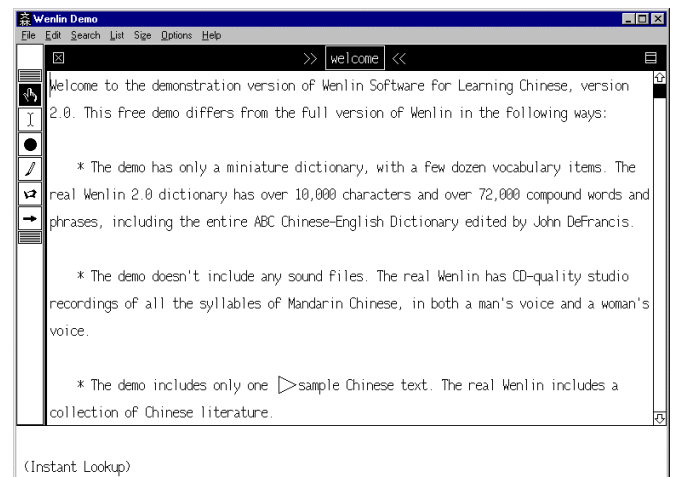 Wenlin Demo
File Edit Search List Size Options Help
>> welcome <<
Welcome to the demonstration version of Wenlin Software for Learning Chinese, version
2.0. This free demo differs from the full version of Wenlin in the following ways:
* The demo has only a miniature dictionary, with a few dozen vocabulary items. The
real Wenlin 2.0 dictionary has over 10,000 characters and over 72,000 compound words and
phrases, including the entire ABC Chinese-English Dictionary edited by John DeFrancis.
* The demo doesn't include any sound files. The real Wenlin has CD-quality studio
recordings of all the syllables of Mandarin Chinese, in both a man's voice and a woman's
voice.
* The demo includes only one ▷sample Chinese text. The real Wenlin includes a
collection of Chinese literature.
(Instant Lookup)